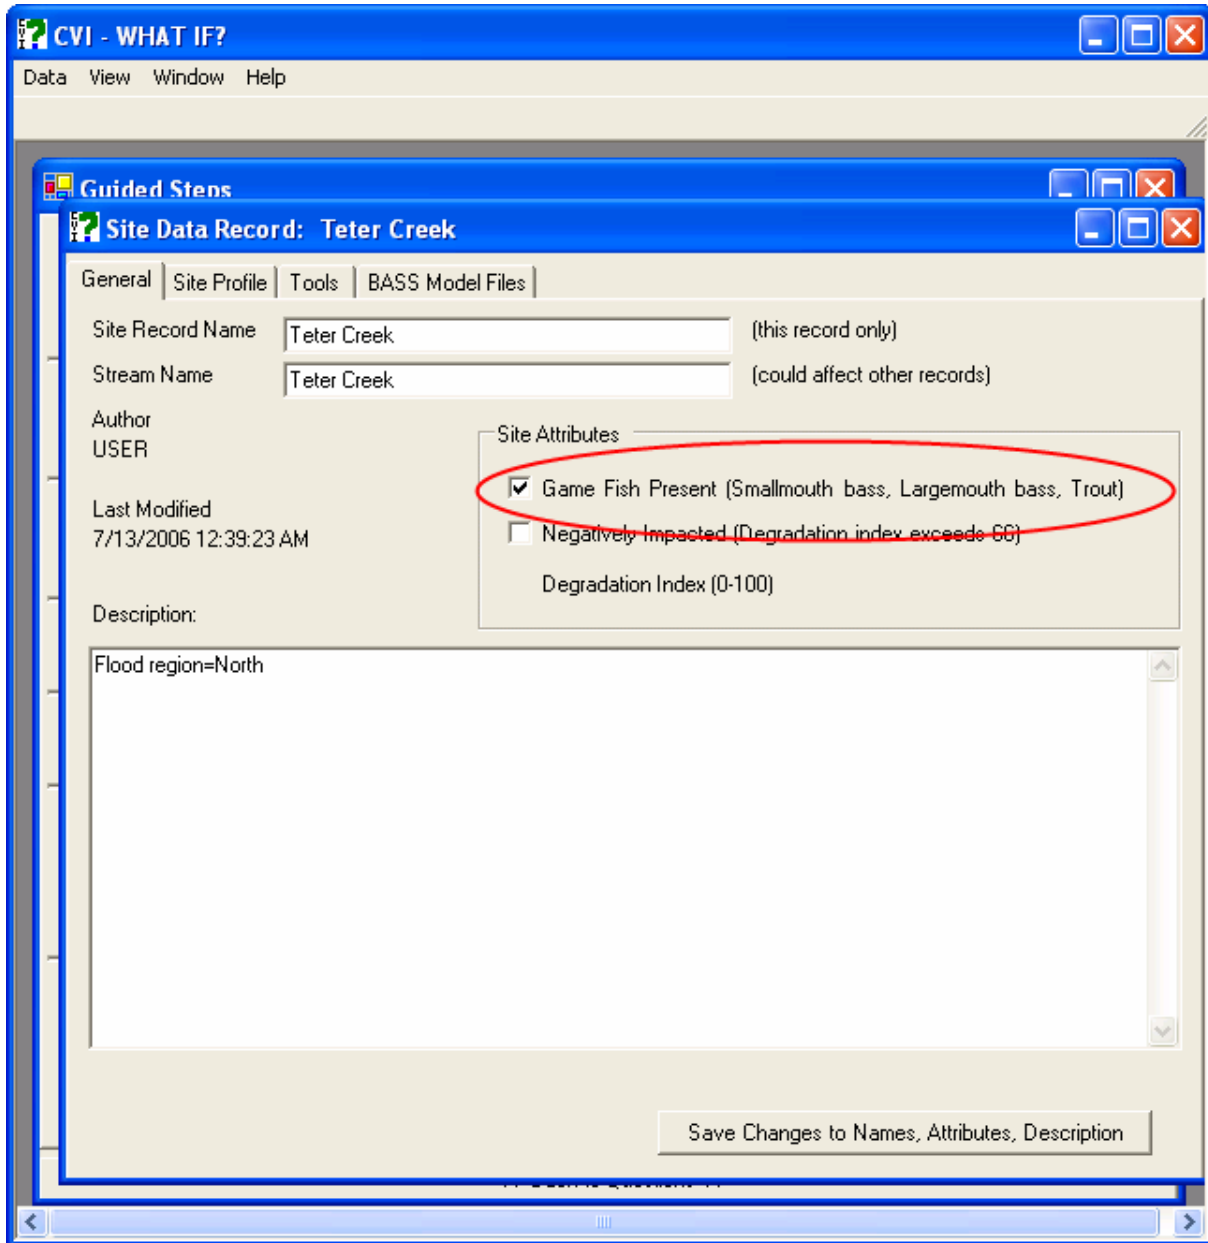 CVI - WHAT IF?
Data View Window Help
Guided Steps
Site Data Record: Teter Creek
General Site Profile Tools BASS Model Files
Site Record Name Teter Creek (this record only)
Stream Name Teter Creek (could affect other records)
Author
USER
Site Attributes
Game Fish Present (Smallmouth bass, Largemouth bass, Trout)
Last Modified
7/13/2006 12:39:23 AM
Negatively Impacted (Degradation index exceeds 66)
Degradation Index (0-100)
Description:
Flood region=North
Save Changes to Names, Attributes, Description